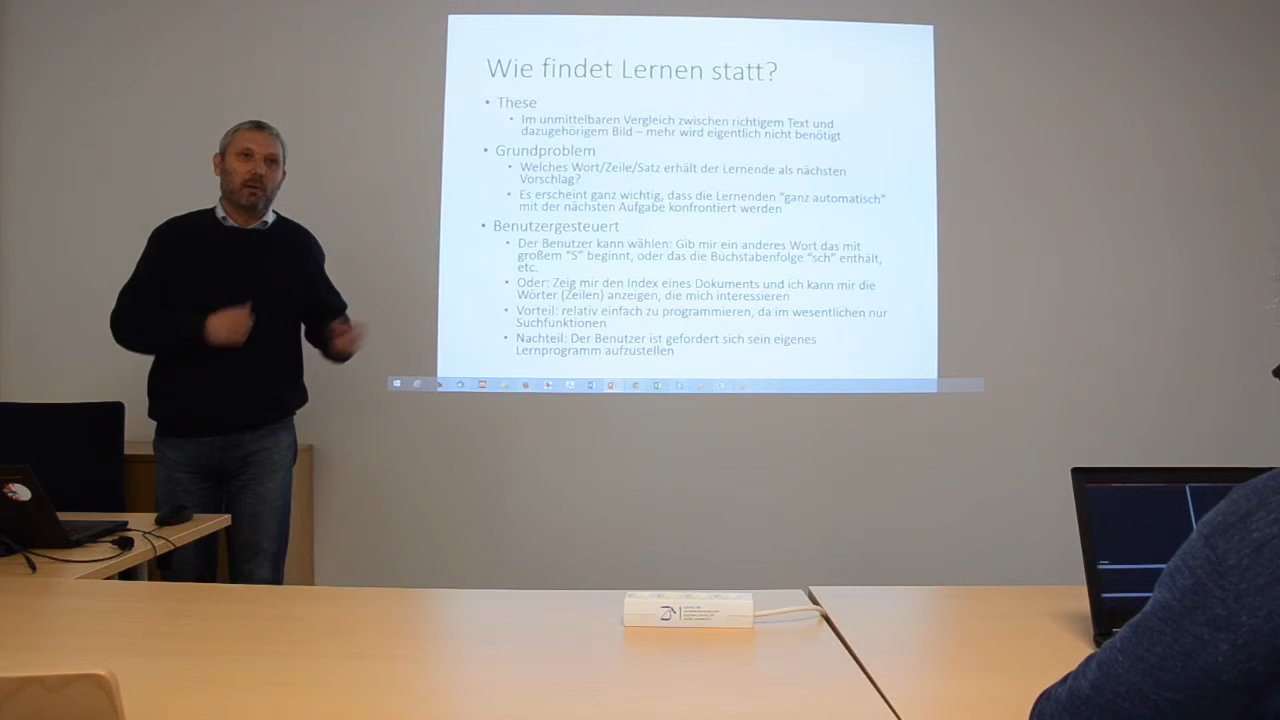 Wie findet Lernen statt?
• These
• Im unmittelbaren Vergleich zwischen richtigem Text und
dazugehörigem Bild – mehr wird eigentlich nicht benötigt
• Grundproblem
• Welches Wort/Zeile/Satz erhält der Lernende als nächsten
Vorschlag?
• Es erscheint ganz wichtig, dass die Lernenden "ganz automatisch"
mit der nächsten Aufgabe konfrontiert werden
• Benutzergesteuert
• Der Benutzer kann wählen: Gib mir ein anderes Wort das mit
großem "S" beginnt, oder das die Buchstabenfolge "sch" enthält,
etc.
• Oder: Zeig mir den Index eines Dokuments und ich kann mir die
Wörter (Zeilen) anzeigen, die mich interessieren
• Vorteil: relativ einfach zu programmieren, da im wesentlichen nur
Suchfunktionen
• Nachteil: Der Benutzer ist gefordert sich sein eigenes
Lernprogramm aufzustellen